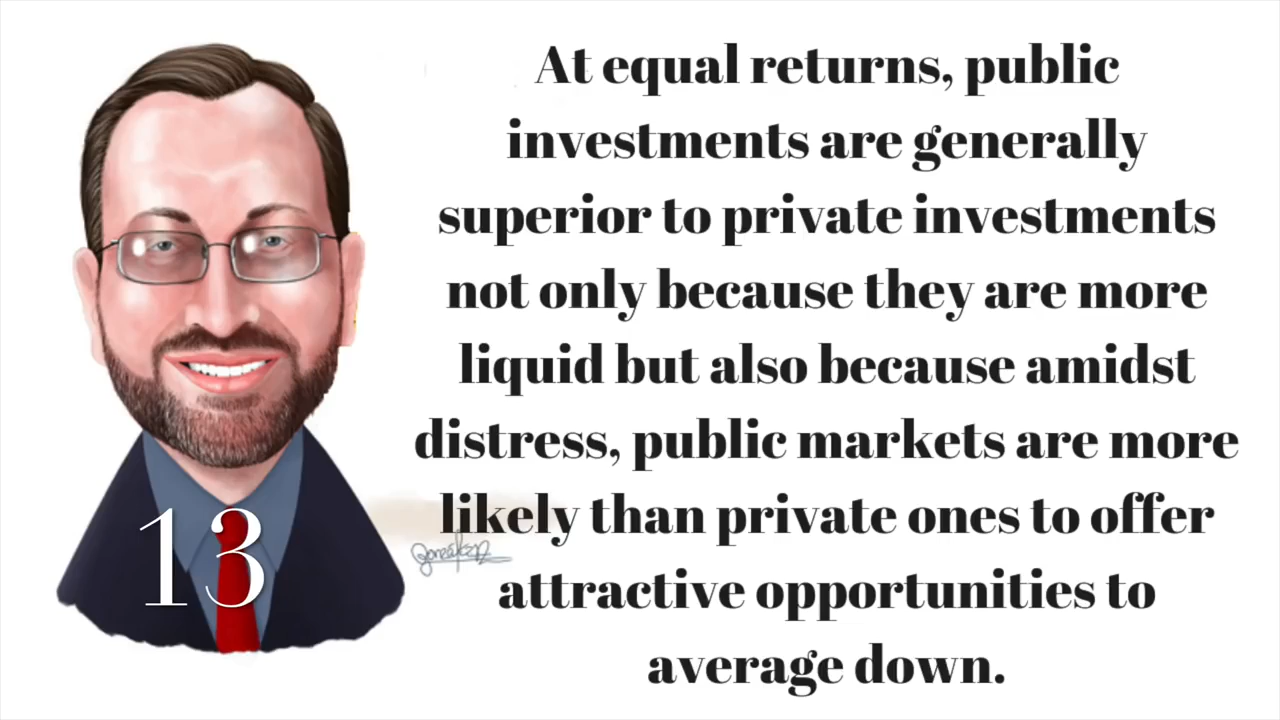 At equal returns, public
investments are generally
superior to private investments
not only because they are more
liquid but also because amidst
distress, public markets are more
likely than private ones to offer
attractive opportunities to
average down.
13